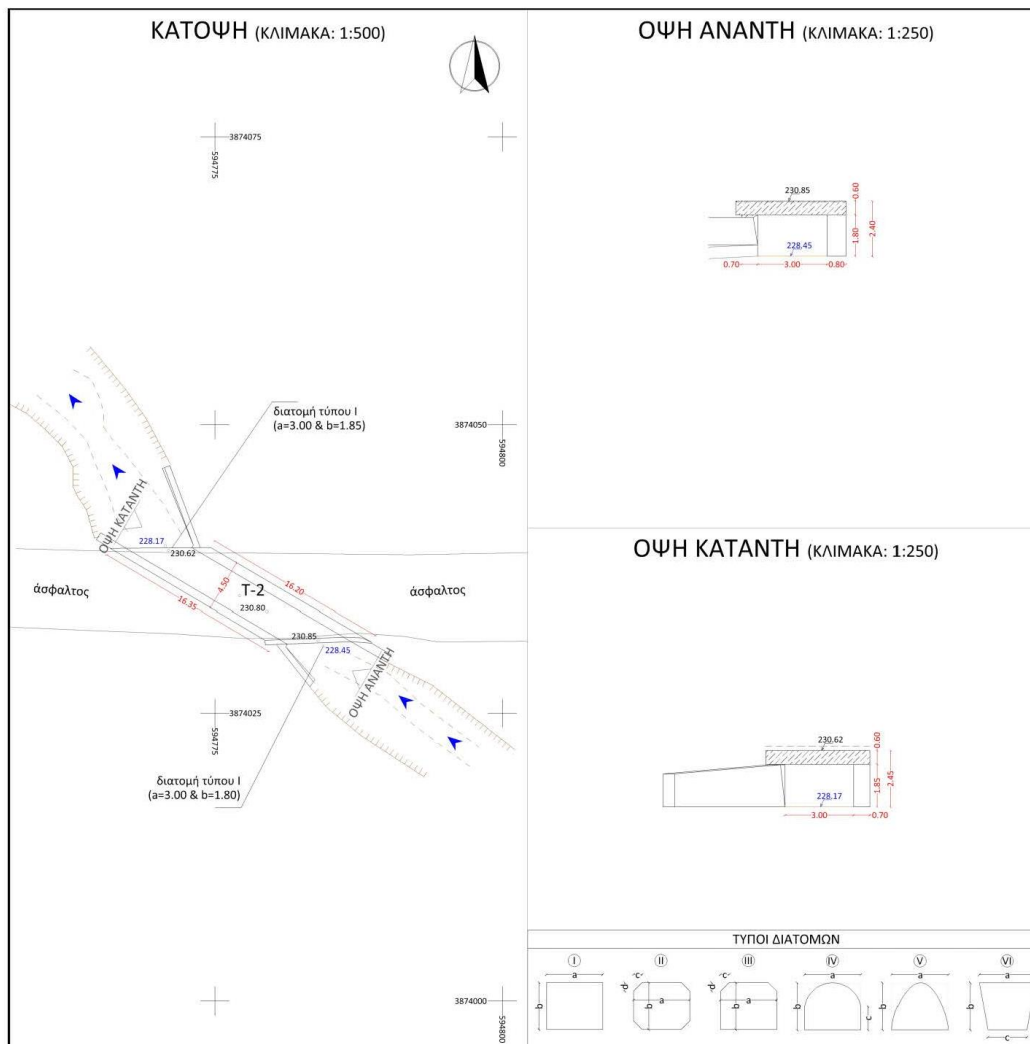 ΚΑΤΟΨΗ (ΚΛΙΜΑΚΑ: 1:500)
3874075
594775
διατομή τύπου Ι
(a=3.00 & b=1.85)
3874050
594800
ΟΨΗ ΚΑΤΑΝΤΗ
228.17
230.62
άσφαλτος
16.35
4.50
Τ-2
230.80
16.20
άσφαλτος
230.85
228.45
ΟΨΗ ΑΝΑΝΤΗ
3874025
594775
διατομή τύπου Ι
(a=3.00 & b=1.80)
3874000
594800
ΟΨΗ ΑΝΑΝΤΗ (ΚΛΙΜΑΚΑ: 1:250)
230.85
0.60
1.80
2.40
228.45
0.70
3.00
0.80
ΟΨΗ ΚΑΤΑΝΤΗ (ΚΛΙΜΑΚΑ: 1:250)
230.62
0.60
1.85
2.45
228.17
3.00
0.70
ΤΥΠΟΙ ΔΙΑΤΟΜΩΝ
I II III IV V VI
a b
c d b a
c d b a
a b c
a b
a b c